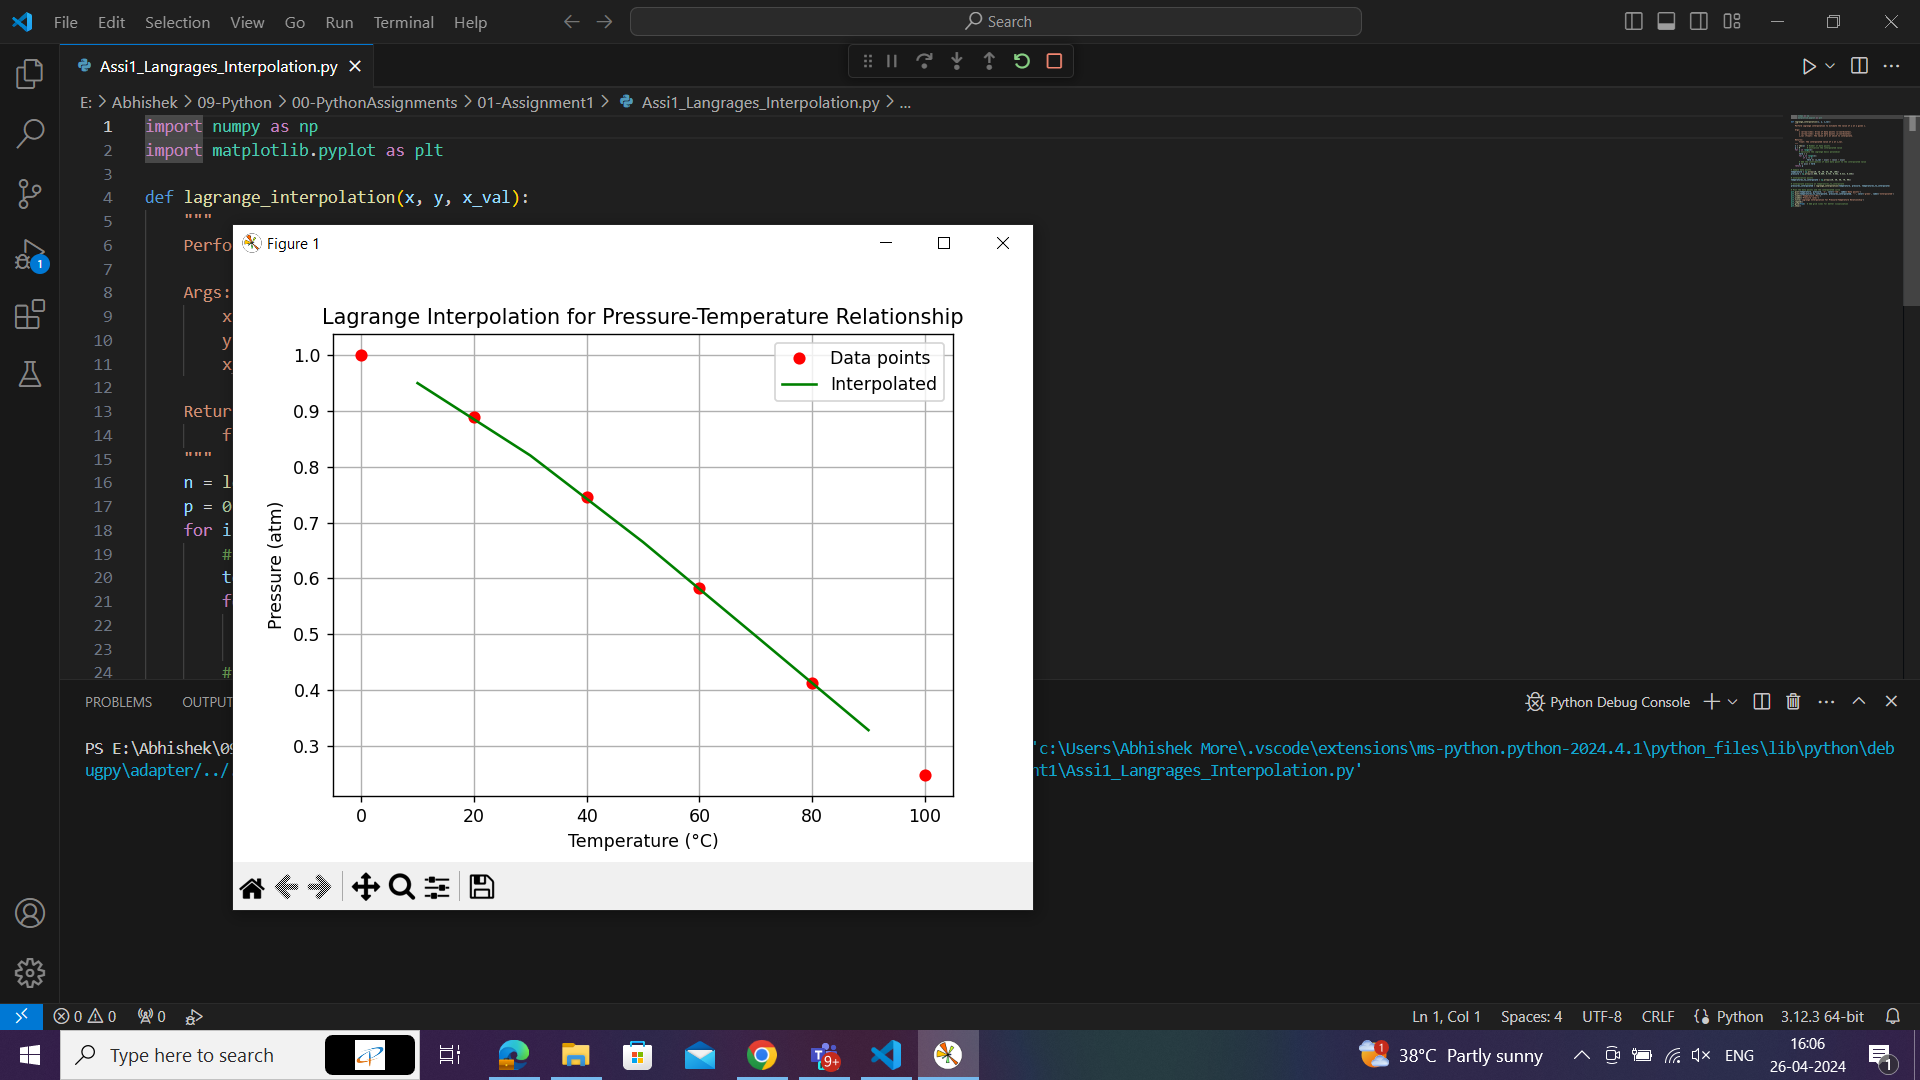 File Edit Selection View Go Run Terminal Help
Search
Assi1_Langrages_Interpolation.py
E: > Abhishek > 09-Python > 00-PythonAssignments > 01-Assignment1 > Assi1_Langrages_Interpolation.py > ...
1 import numpy as np
2 import matplotlib.pyplot as plt
3
4 def lagrange_interpolation(x, y, x_val):
5 """
6 Perfo
7
8 Args:
9 x
10 y
11 x
12
13 Retur
14 f
15 """
16 n = l
17 p = 0
18 for i
19 #
20 t
21 f
22
23
24 #
Figure 1
Lagrange Interpolation for Pressure-Temperature Relationship
Data points
Interpolated
1.0
0.9
0.8
0.7
0.6
0.5
0.4
0.3
Pressure (atm)
0 20 40 60 80 100
Temperature (°C)
PROBLEMS OUTPUT
Python Debug Console
PS E:\Abhishek\09 'c:\Users\Abhishek More\.vscode\extensions\ms-python.python-2024.4.1\python_files\lib\python\deb
ugpy\adapter/../ nt1\Assi1_Langrages_Interpolation.py'
1
0 0 0
Ln 1, Col 1 Spaces: 4 UTF-8 CRLF Python 3.12.3 64-bit
Type here to search
9+
1
38°C Partly sunny
ENG
16:06
26-04-2024
1